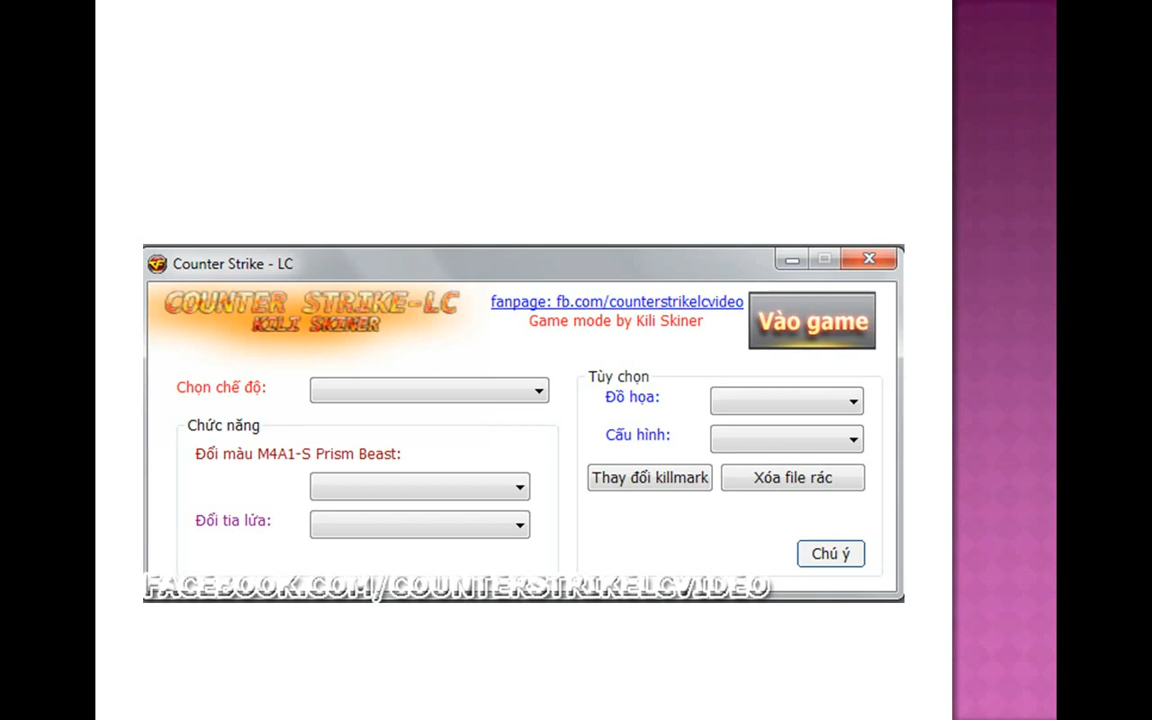 Counter Strike - LC
COUNTER STRIKE-LC
KILI SKINER
fanpage: fb.com/counterstrikelcvideo
Game mode by Kili Skiner
Vào game
Chọn chế độ:
Chức năng
Đổi màu M4A1-S Prism Beast:
Đổi tia lửa:
Tùy chọn
Đồ họa:
Cấu hình:
Thay đổi killmark
Xóa file rác
Chú ý
FACEBOOK.COM/COUNTERSTRIKELCVIDEO